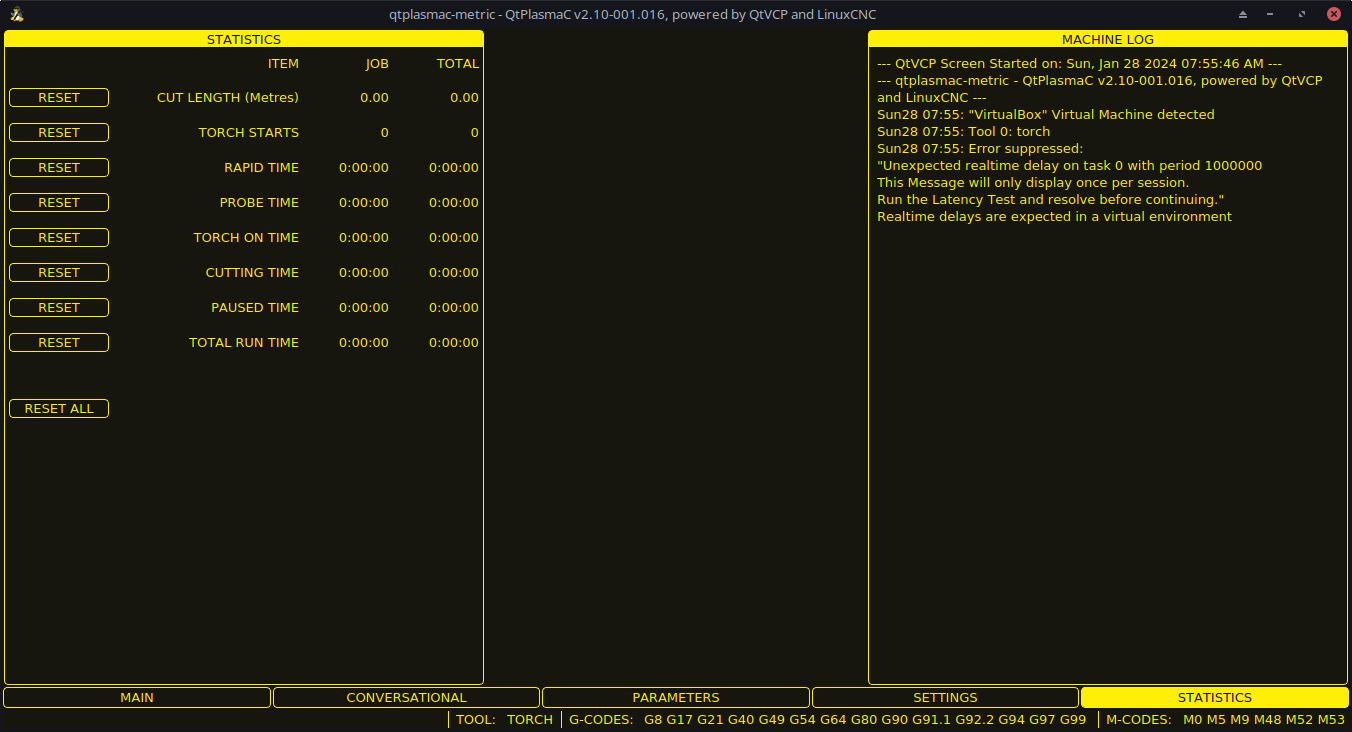 qtplasmac-metric - QtPlasmaC v2.10-001.016, powered by QtVCP and LinuxCNC
STATISTICS
ITEM JOB TOTAL
RESET CUT LENGTH (Metres) 0.00 0.00
RESET TORCH STARTS 0 0
RESET RAPID TIME 0:00:00 0:00:00
RESET PROBE TIME 0:00:00 0:00:00
RESET TORCH ON TIME 0:00:00 0:00:00
RESET CUTTING TIME 0:00:00 0:00:00
RESET PAUSED TIME 0:00:00 0:00:00
RESET TOTAL RUN TIME 0:00:00 0:00:00
RESET ALL
MACHINE LOG
--- QtVCP Screen Started on: Sun, Jan 28 2024 07:55:46 AM ---
--- qtplasmac-metric - QtPlasmaC v2.10-001.016, powered by QtVCP
and LinuxCNC ---
Sun28 07:55: "VirtualBox" Virtual Machine detected
Sun28 07:55: Tool 0: torch
Sun28 07:55: Error suppressed:
"Unexpected realtime delay on task 0 with period 1000000
This Message will only display once per session.
Run the Latency Test and resolve before continuing."
Realtime delays are expected in a virtual environment
MAIN CONVERSATIONAL PARAMETERS SETTINGS STATISTICS
TOOL: TORCH G-CODES: G8 G17 G21 G40 G49 G54 G64 G80 G90 G91.1 G92.2 G94 G97 G99 M-CODES: M0 M5 M9 M48 M52 M53